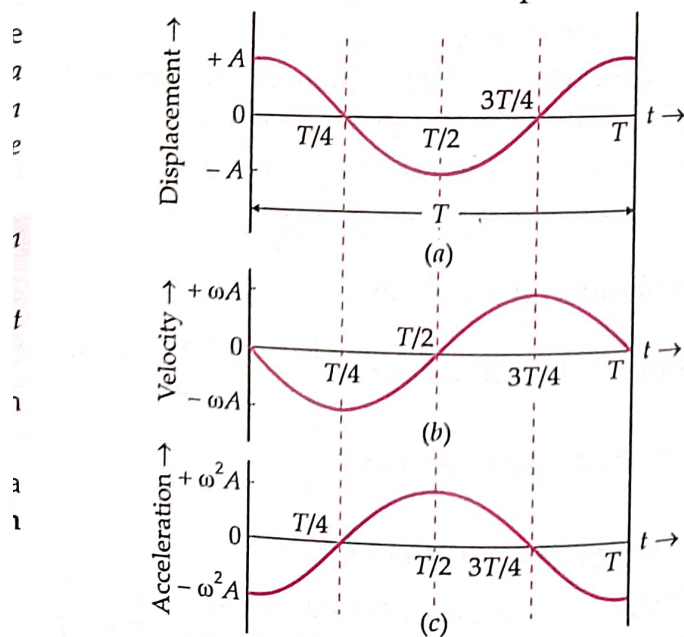 e
a
n
e
n
t
n
a
n
Displacement →
+ A
0
– A
T/4
T/2
3T/4
T
t →
T
(a)
Velocity →
+ ωA
0
– ωA
T/4
T/2
3T/4
T
t →
(b)
Acceleration →
+ ω²A
0
– ω²A
T/4
T/2
3T/4
T
t →
(c)